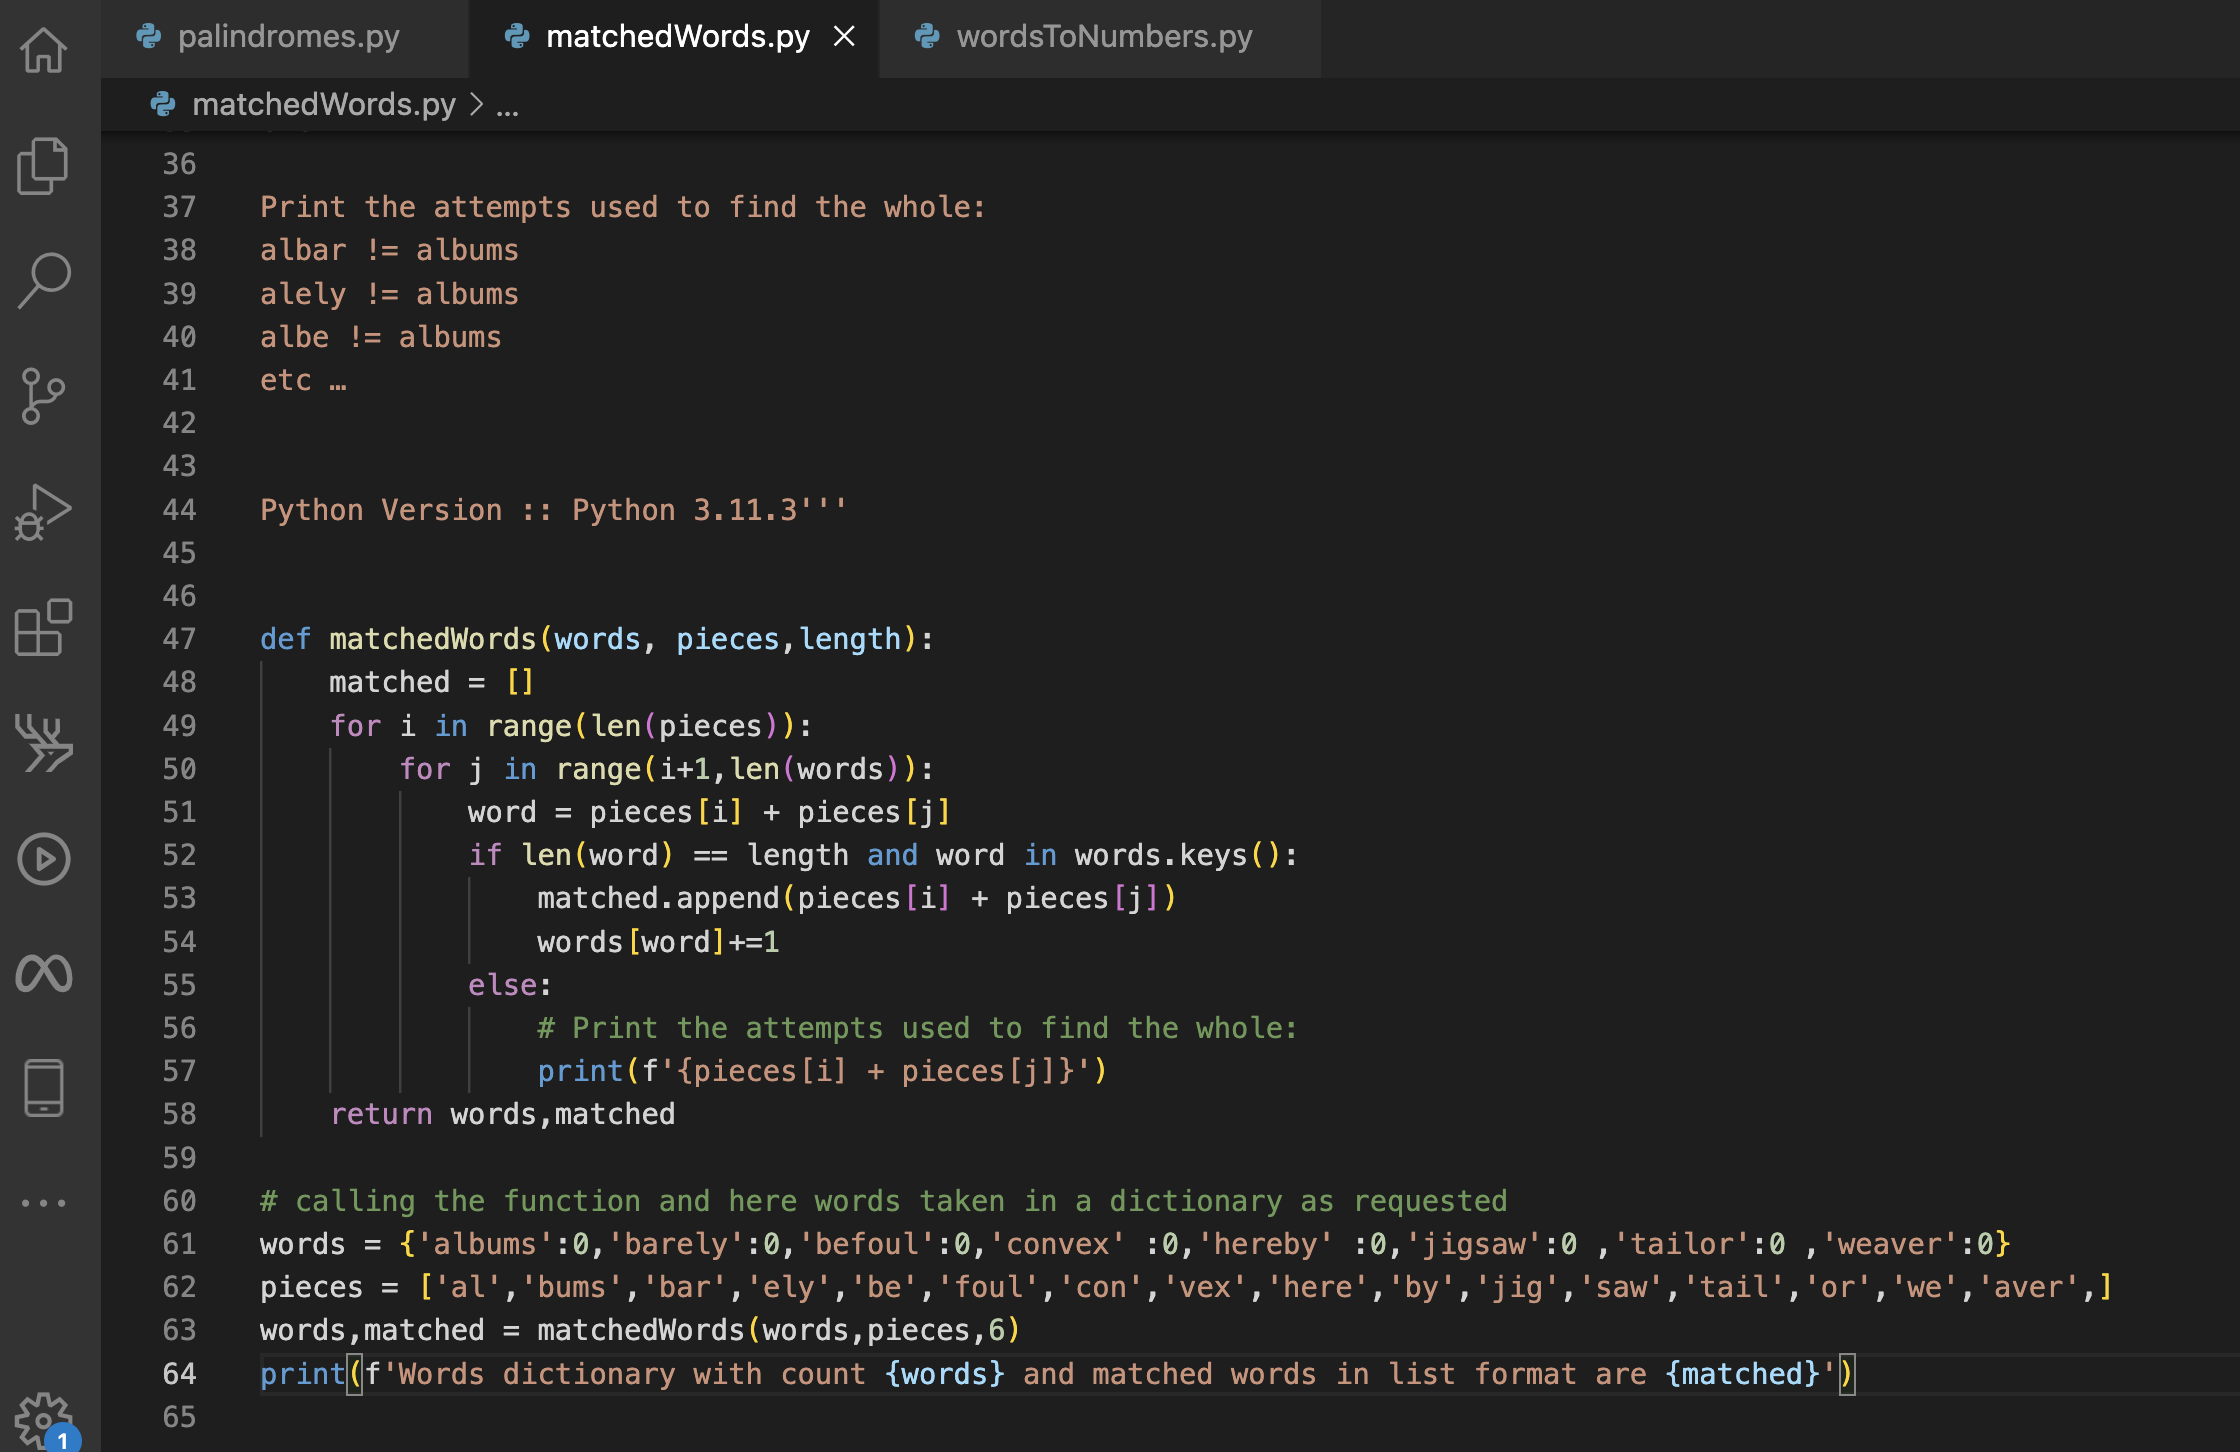 palindromes.py matchedWords.py wordsToNumbers.py
matchedWords.py > ...
36
37 Print the attempts used to find the whole:
38 albar != albums
39 alely != albums
40 albe != albums
41 etc …
42
43
44 Python Version :: Python 3.11.3'''
45
46
47 def matchedWords(words, pieces,length):
48     matched = []
49     for i in range(len(pieces)):
50         for j in range(i+1,len(words)):
51             word = pieces[i] + pieces[j]
52             if len(word) == length and word in words.keys():
53                 matched.append(pieces[i] + pieces[j])
54                 words[word]+=1
55             else:
56                 # Print the attempts used to find the whole:
57                 print(f'{pieces[i] + pieces[j]}')
58     return words,matched
59
60 # calling the function and here words taken in a dictionary as requested
61 words = {'albums':0,'barely':0,'befoul':0,'convex' :0,'hereby' :0,'jigsaw':0 ,'tailor':0 ,'weaver':0}
62 pieces = ['al','bums','bar','ely','be','foul','con','vex','here','by','jig','saw','tail','or','we','aver',]
63 words,matched = matchedWords(words,pieces,6)
64 print(f'Words dictionary with count {words} and matched words in list format are {matched}')
65
1